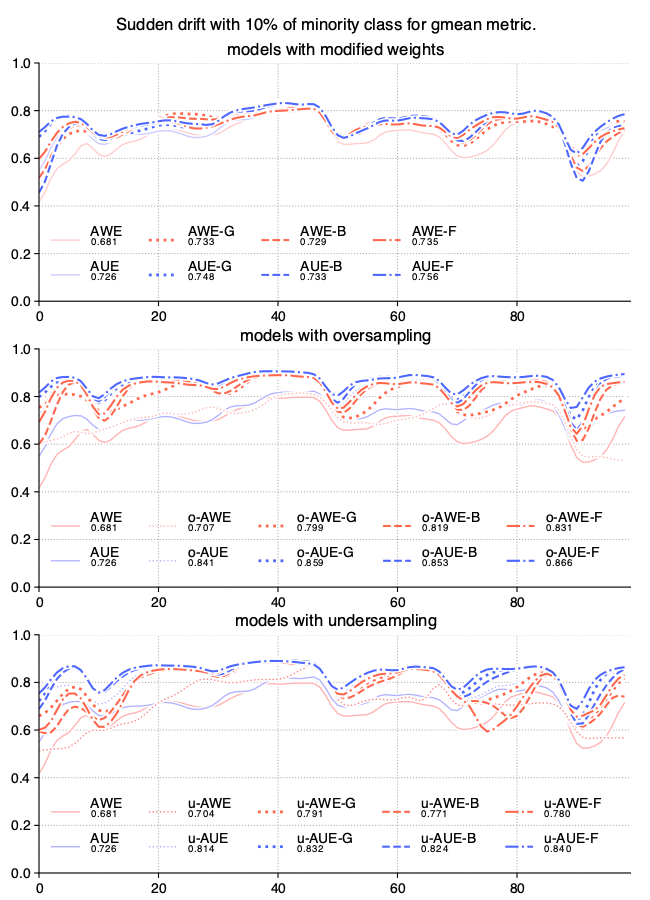 Sudden drift with 10% of minority class for gmean metric.
models with modified weights
1.0
0.8
0.6
0.4
0.2
0.0
AWE AWE-G AWE-B AWE-F
0.681 0.733 0.729 0.735
AUE AUE-G AUE-B AUE-F
0.726 0.748 0.733 0.756
0 20 40 60 80
models with oversampling
1.0
0.8
0.6
0.4
0.2
0.0
AWE o-AWE o-AWE-G o-AWE-B o-AWE-F
0.681 0.707 0.799 0.819 0.831
AUE o-AUE o-AUE-G o-AUE-B o-AUE-F
0.726 0.841 0.859 0.853 0.866
0 20 40 60 80
models with undersampling
1.0
0.8
0.6
0.4
0.2
0.0
AWE u-AWE u-AWE-G u-AWE-B u-AWE-F
0.681 0.704 0.791 0.771 0.780
AUE u-AUE u-AUE-G u-AUE-B u-AUE-F
0.726 0.814 0.832 0.824 0.840
0 20 40 60 80